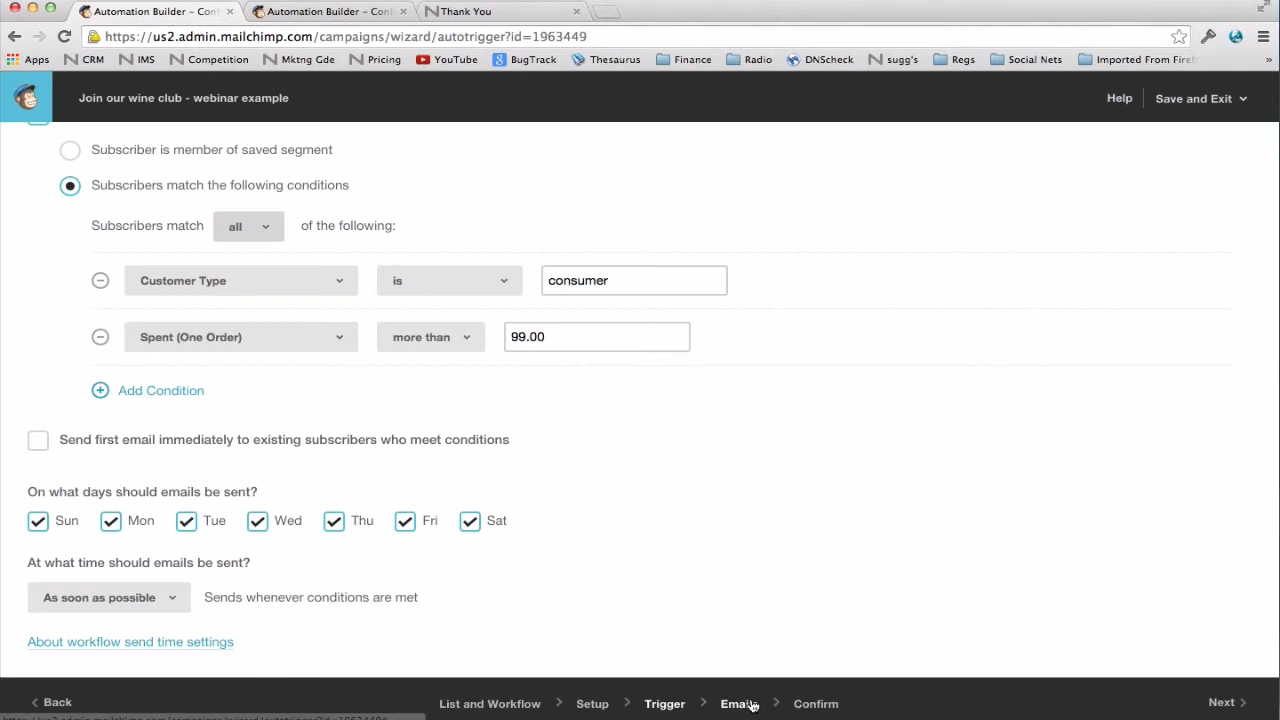 Automation Builder - Conf
Automation Builder - Conf
Thank You
https://us2.admin.mailchimp.com/campaigns/wizard/autotrigger?id=1963449
Apps CRM IMS Competition Mktng Gde Pricing YouTube BugTrack Thesaurus Finance Radio DNScheck sugg's Regs Social Nets Imported From Firef »
Join our wine club - webinar example
Help Save and Exit
Subscriber is member of saved segment
Subscribers match the following conditions
Subscribers match all of the following:
Customer Type is consumer
Spent (One Order) more than 99.00
Add Condition
Send first email immediately to existing subscribers who meet conditions
On what days should emails be sent?
Sun Mon Tue Wed Thu Fri Sat
At what time should emails be sent?
As soon as possible Sends whenever conditions are met
About workflow send time settings
Back List and Workflow Setup Trigger Emails Confirm Next